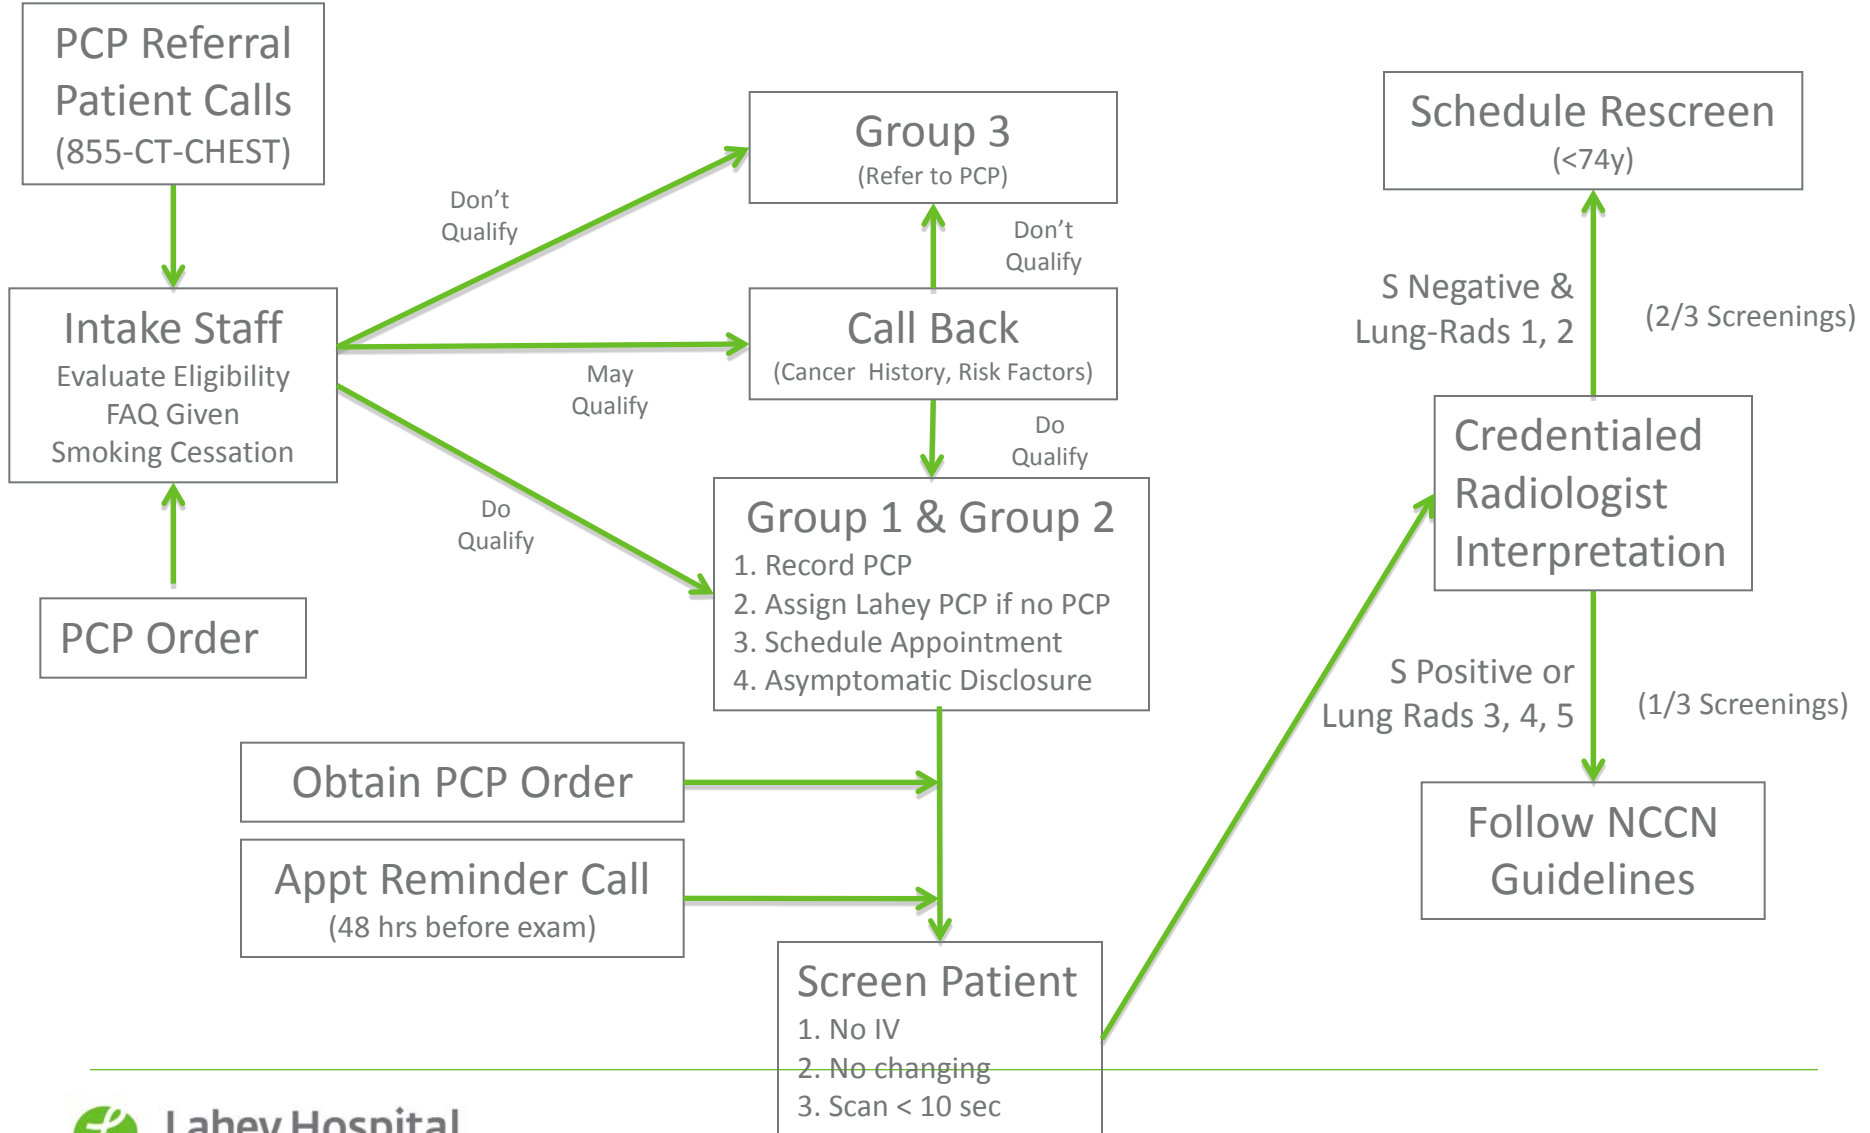 PCP Referral
Patient Calls
(855-CT-CHEST)
Intake Staff
Evaluate Eligibility
FAQ Given
Smoking Cessation
PCP Order
Don't
Qualify
May
Qualify
Do
Qualify
Group 3
(Refer to PCP)
Don't
Qualify
Call Back
(Cancer History, Risk Factors)
Do
Qualify
Group 1 & Group 2
1. Record PCP
2. Assign Lahey PCP if no PCP
3. Schedule Appointment
4. Asymptomatic Disclosure
Obtain PCP Order
Appt Reminder Call
(48 hrs before exam)
Screen Patient
1. No IV
2. No changing
3. Scan < 10 sec
Schedule Rescreen
(<74y)
S Negative &
Lung-Rads 1, 2
(2/3 Screenings)
Credentialed
Radiologist
Interpretation
S Positive or
Lung Rads 3, 4, 5
(1/3 Screenings)
Follow NCCN
Guidelines
Lahey Hospital